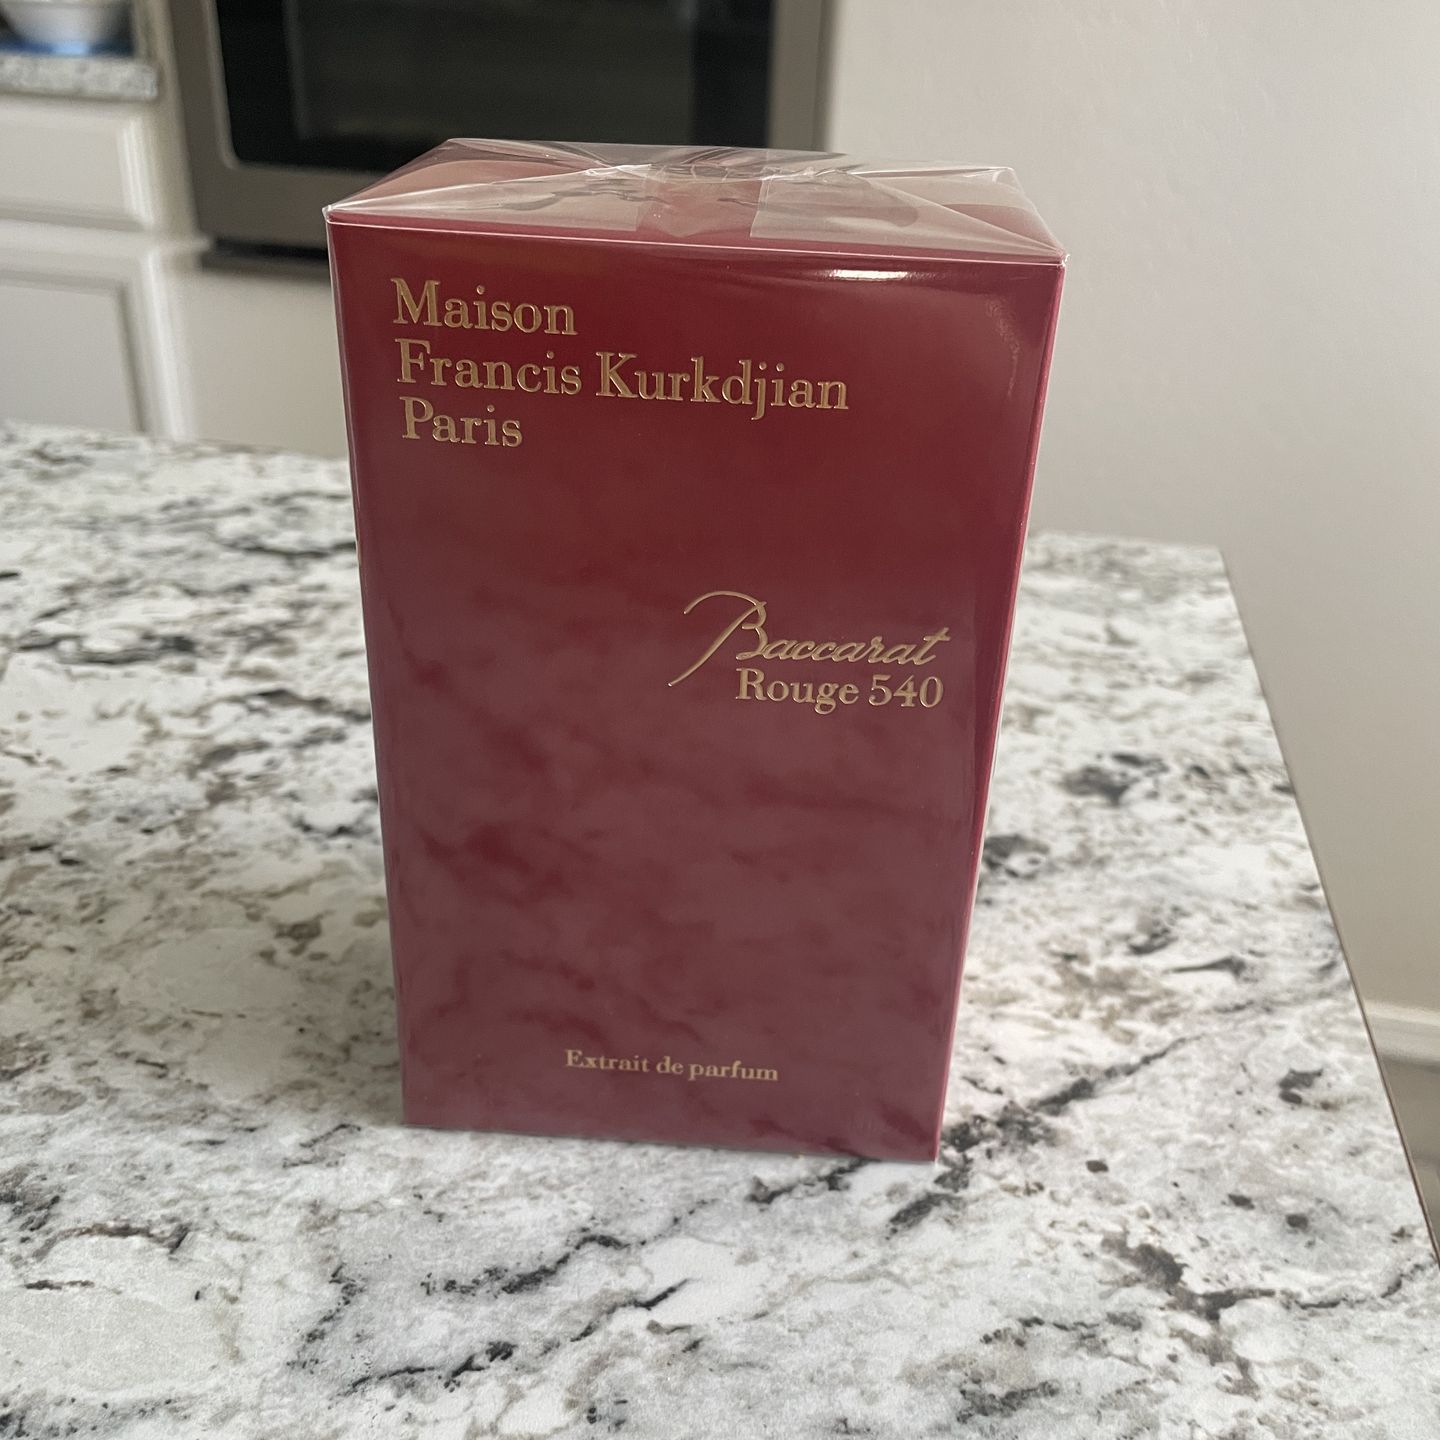 Maison
Francis Kurkdjian
Paris
Baccarat
Rouge 540
Extrait de parfum